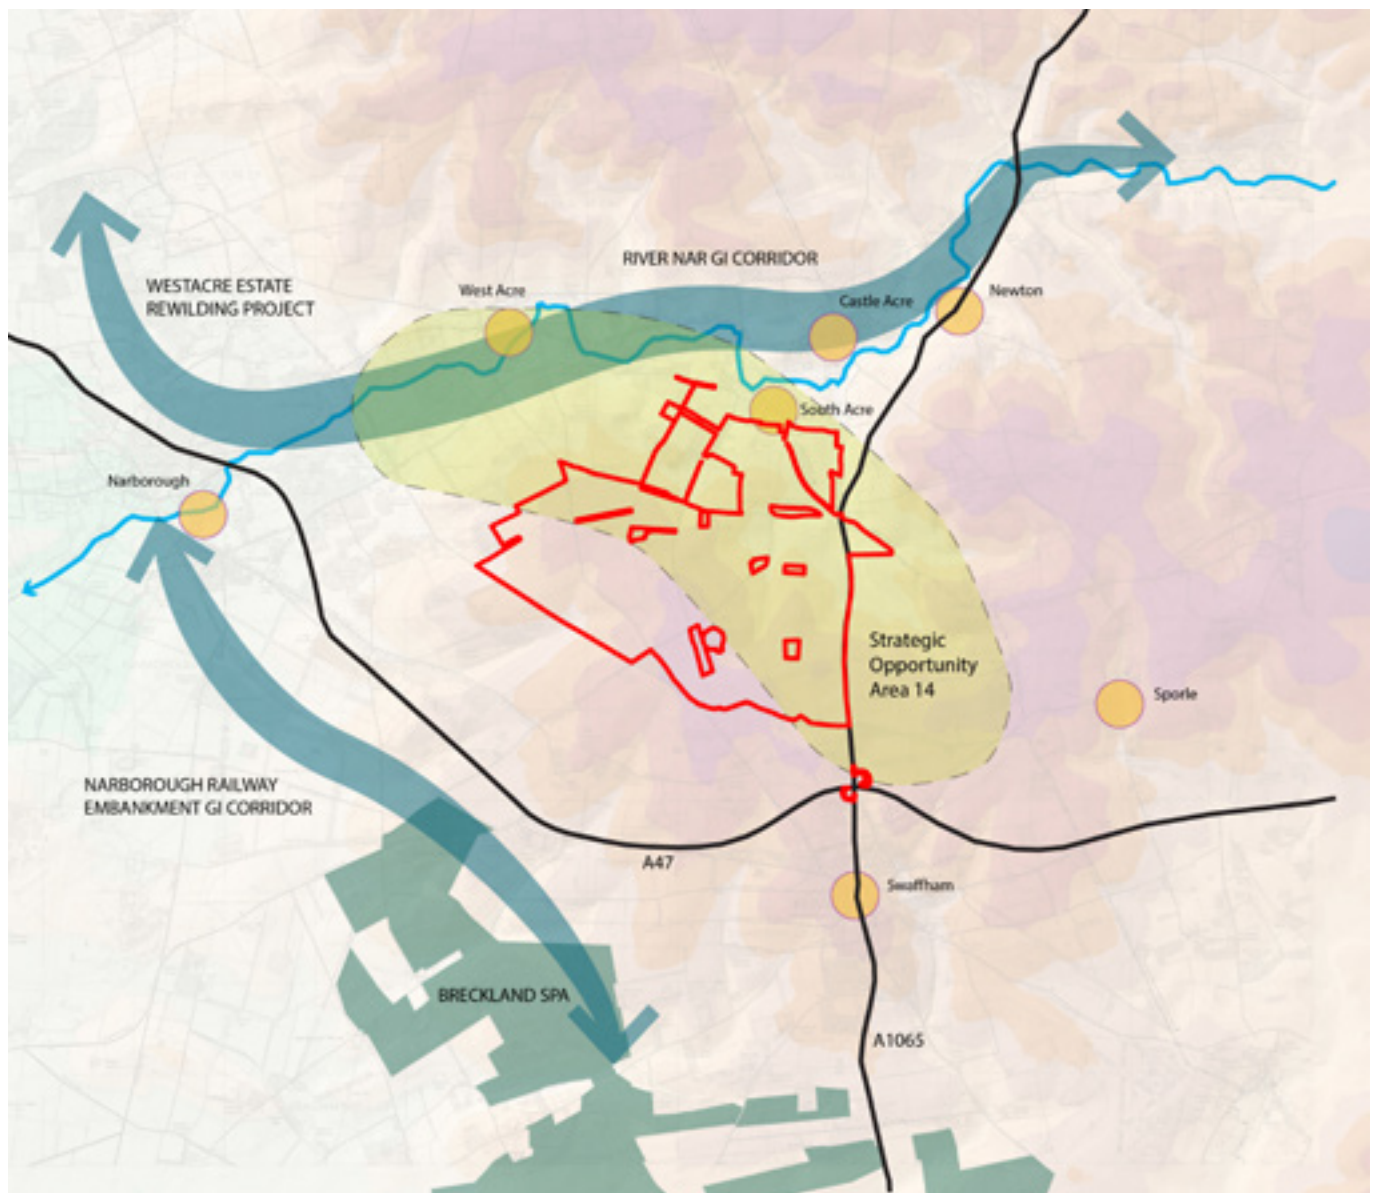 RIVER NAR GI CORRIDOR
WESTACRE ESTATE
REWILDING PROJECT
West Acre
Castle Acre
Newton
South Acre
Narborough
Strategic
Opportunity
Area 14
Sporle
NARBOROUGH RAILWAY
EMBANKMENT GI CORRIDOR
A47
Swaffham
BRECKLAND SPA
A1065